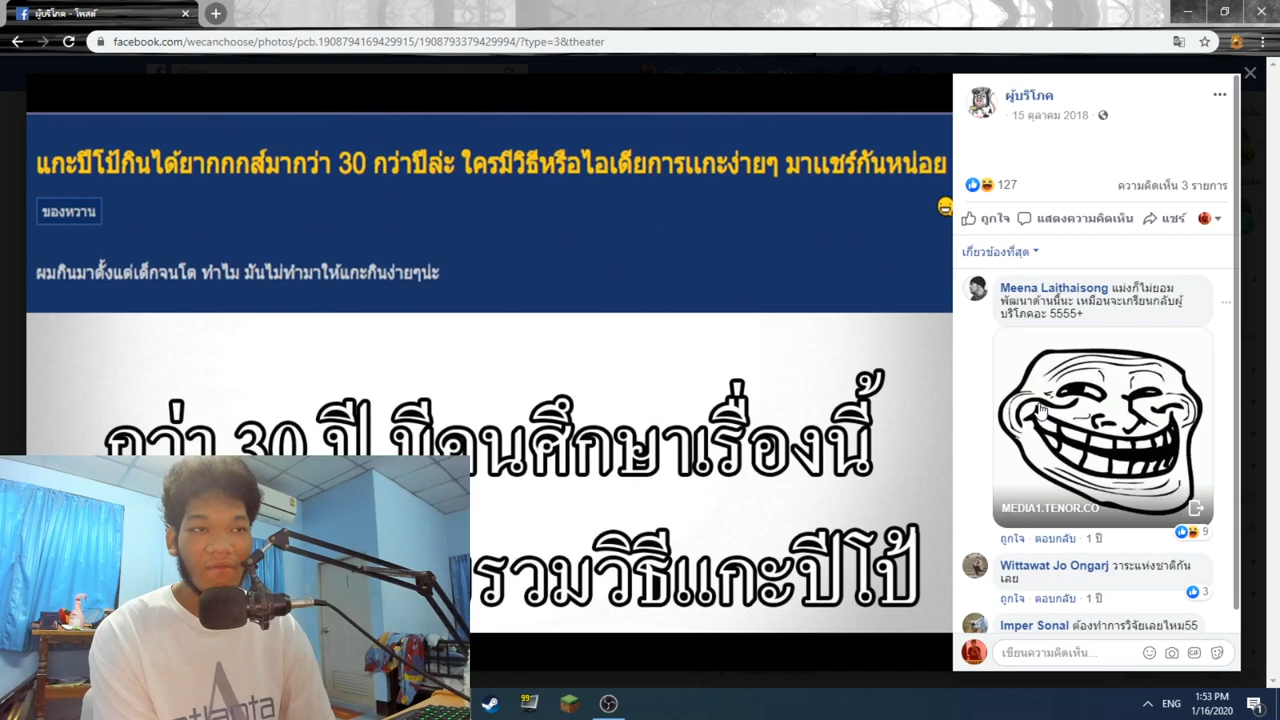 ผู้บริโภค - โพสต์
facebook.com/wecanchoose/photos/pcb.1908794169429915/1908793379429994/?type=3&theater
แกะปีโป้กินได้ยากกกส์มากว่า 30 กว่าปีล่ะ ใครมีวิธีหรือไอเดียการแกะง่ายๆ มาแชร์กันหน่อย
ของหวาน
ผมกินมาตั้งแต่เด็กจนโต ทำไม มันไม่ทำมาให้แกะกินง่ายๆน่ะ
กว่า 30 ปี มีคนศึกษาเรื่องนี้
รวมวิธีแกะปีโป้
atlanta
ผู้บริโภค
15 ตุลาคม 2018
127
ความคิดเห็น 3 รายการ
ถูกใจ แสดงความคิดเห็น แชร์
เกี่ยวข้องที่สุด
Meena Laithaisong แม่งก็ไม่ยอม
พัฒนาด้านนี้นะ เหมือนจะเกรียนกลับผู้
บริโภคอะ 5555+
MEDIA1.TENOR.CO
9
ถูกใจ · ตอบกลับ · 1 ปี
Wittawat Jo Ongarj วาระแห่งชาติกัน
เลย
3
ถูกใจ · ตอบกลับ · 1 ปี
Imper Sonal ต้องทำการวิจัยเลยไหม55
เขียนความคิดเห็น...
GIF
99+
ENG
1:53 PM
1/16/2020
1